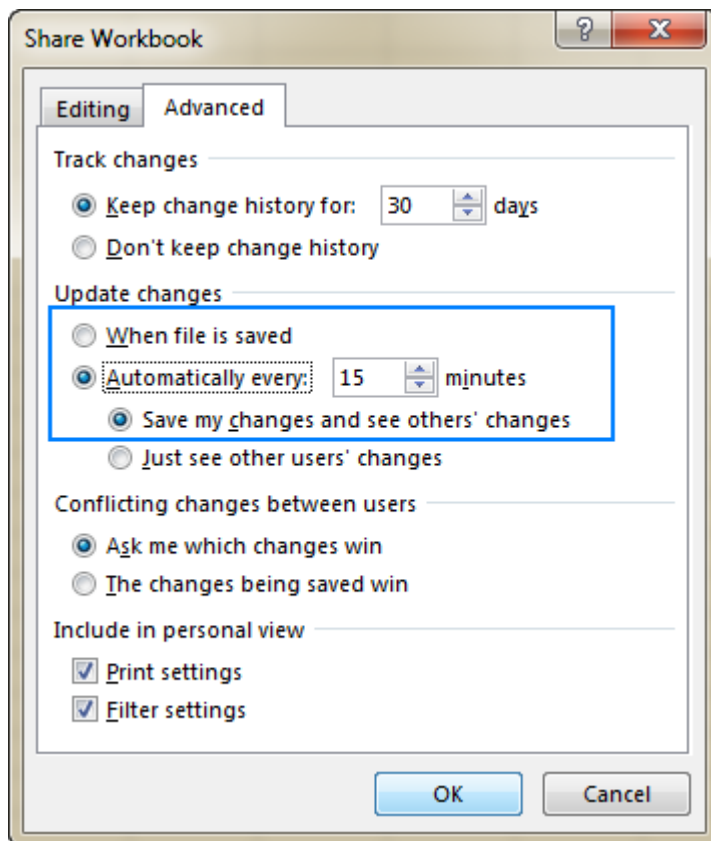 Share Workbook
Editing Advanced
Track changes
Keep change history for: 30 days
Don't keep change history
Update changes
When file is saved
Automatically every: 15 minutes
Save my changes and see others' changes
Just see other users' changes
Conflicting changes between users
Ask me which changes win
The changes being saved win
Include in personal view
Print settings
Filter settings
OK Cancel